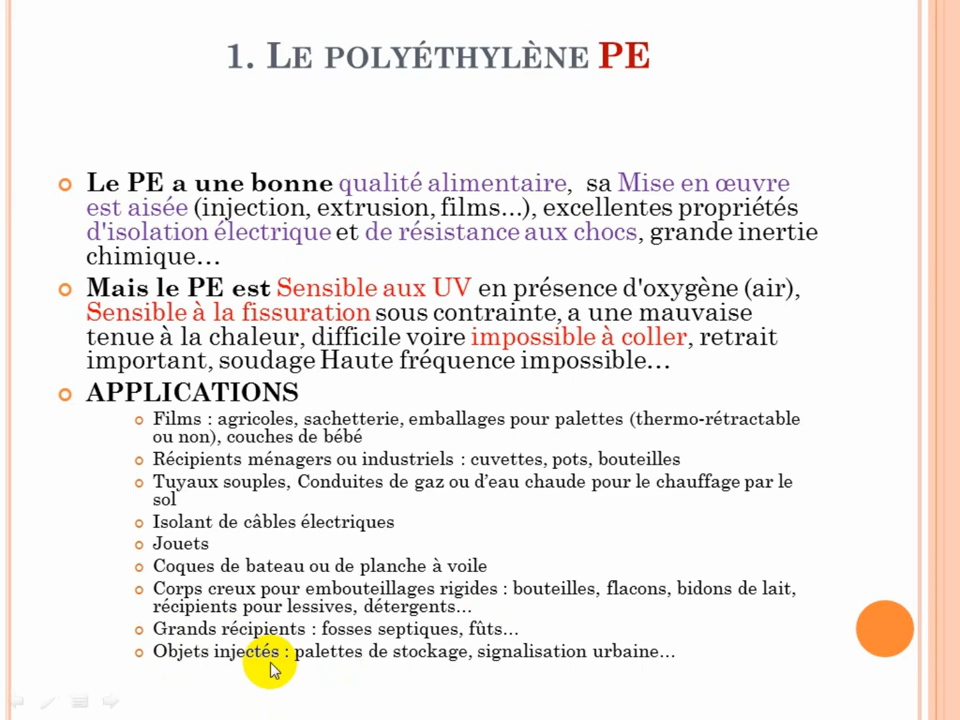 1. LE POLYÉTHYLÈNE PE
Le PE a une bonne qualité alimentaire, sa Mise en œuvre
est aisée (injection, extrusion, films...), excellentes propriétés
d'isolation électrique et de résistance aux chocs, grande inertie
chimique…
Mais le PE est Sensible aux UV en présence d'oxygène (air),
Sensible à la fissuration sous contrainte, a une mauvaise
tenue à la chaleur, difficile voire impossible à coller, retrait
important, soudage Haute fréquence impossible…
APPLICATIONS
Films : agricoles, sachetterie, emballages pour palettes (thermo-rétractable
ou non), couches de bébé
Récipients ménagers ou industriels : cuvettes, pots, bouteilles
Tuyaux souples, Conduites de gaz ou d'eau chaude pour le chauffage par le
sol
Isolant de câbles électriques
Jouets
Coques de bateau ou de planche à voile
Corps creux pour embouteillages rigides : bouteilles, flacons, bidons de lait,
récipients pour lessives, détergents…
Grands récipients : fosses septiques, fûts…
Objets injectés : palettes de stockage, signalisation urbaine…